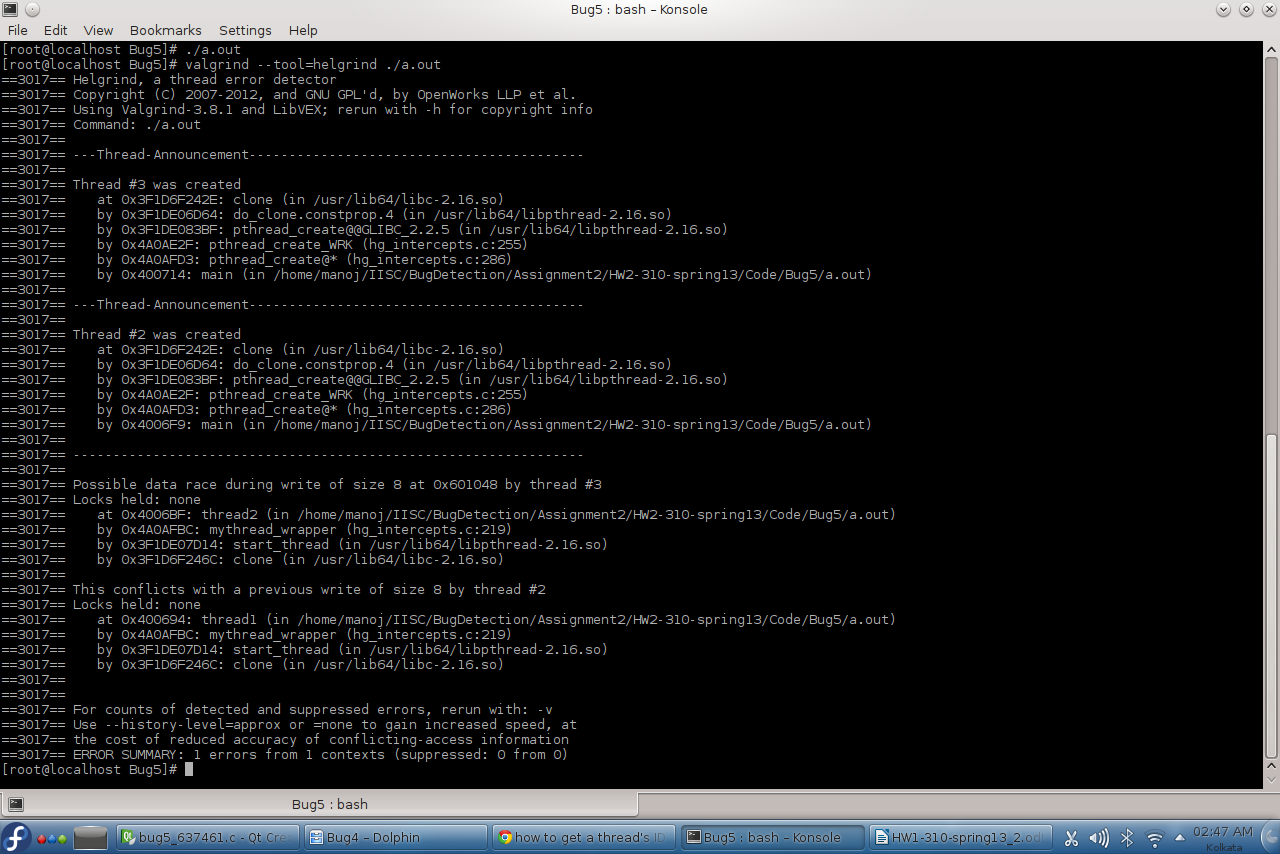 Bug5 : bash – Konsole
File Edit View Bookmarks Settings Help
[root@localhost Bug5]# ./a.out
[root@localhost Bug5]# valgrind --tool=helgrind ./a.out
==3017== Helgrind, a thread error detector
==3017== Copyright (C) 2007-2012, and GNU GPL'd, by OpenWorks LLP et al.
==3017== Using Valgrind-3.8.1 and LibVEX; rerun with -h for copyright info
==3017== Command: ./a.out
==3017==
==3017== ---Thread-Announcement------------------------------------------
==3017==
==3017== Thread #3 was created
==3017==    at 0x3F1D6F242E: clone (in /usr/lib64/libc-2.16.so)
==3017==    by 0x3F1DE06D64: do_clone.constprop.4 (in /usr/lib64/libpthread-2.16.so)
==3017==    by 0x3F1DE083BF: pthread_create@@GLIBC_2.2.5 (in /usr/lib64/libpthread-2.16.so)
==3017==    by 0x4A0AE2F: pthread_create_WRK (hg_intercepts.c:255)
==3017==    by 0x4A0AFD3: pthread_create@* (hg_intercepts.c:286)
==3017==    by 0x400714: main (in /home/manoj/IISC/BugDetection/Assignment2/HW2-310-spring13/Code/Bug5/a.out)
==3017==
==3017== ---Thread-Announcement------------------------------------------
==3017==
==3017== Thread #2 was created
==3017==    at 0x3F1D6F242E: clone (in /usr/lib64/libc-2.16.so)
==3017==    by 0x3F1DE06D64: do_clone.constprop.4 (in /usr/lib64/libpthread-2.16.so)
==3017==    by 0x3F1DE083BF: pthread_create@@GLIBC_2.2.5 (in /usr/lib64/libpthread-2.16.so)
==3017==    by 0x4A0AE2F: pthread_create_WRK (hg_intercepts.c:255)
==3017==    by 0x4A0AFD3: pthread_create@* (hg_intercepts.c:286)
==3017==    by 0x4006F9: main (in /home/manoj/IISC/BugDetection/Assignment2/HW2-310-spring13/Code/Bug5/a.out)
==3017==
==3017== ----------------------------------------------------------------
==3017==
==3017== Possible data race during write of size 8 at 0x601048 by thread #3
==3017== Locks held: none
==3017==    at 0x4006BF: thread2 (in /home/manoj/IISC/BugDetection/Assignment2/HW2-310-spring13/Code/Bug5/a.out)
==3017==    by 0x4A0AFBC: mythread_wrapper (hg_intercepts.c:219)
==3017==    by 0x3F1DE07D14: start_thread (in /usr/lib64/libpthread-2.16.so)
==3017==    by 0x3F1D6F246C: clone (in /usr/lib64/libc-2.16.so)
==3017==
==3017== This conflicts with a previous write of size 8 by thread #2
==3017== Locks held: none
==3017==    at 0x400694: thread1 (in /home/manoj/IISC/BugDetection/Assignment2/HW2-310-spring13/Code/Bug5/a.out)
==3017==    by 0x4A0AFBC: mythread_wrapper (hg_intercepts.c:219)
==3017==    by 0x3F1DE07D14: start_thread (in /usr/lib64/libpthread-2.16.so)
==3017==    by 0x3F1D6F246C: clone (in /usr/lib64/libc-2.16.so)
==3017==
==3017==
==3017== For counts of detected and suppressed errors, rerun with: -v
==3017== Use --history-level=approx or =none to gain increased speed, at
==3017== the cost of reduced accuracy of conflicting-access information
==3017== ERROR SUMMARY: 1 errors from 1 contexts (suppressed: 0 from 0)
[root@localhost Bug5]#
Bug5 : bash
bug5_637461.c - Qt Cre Bug4 – Dolphin how to get a thread's ID Bug5 : bash – Konsole HW1-310-spring13_2.od 02:47 AM
Kolkata